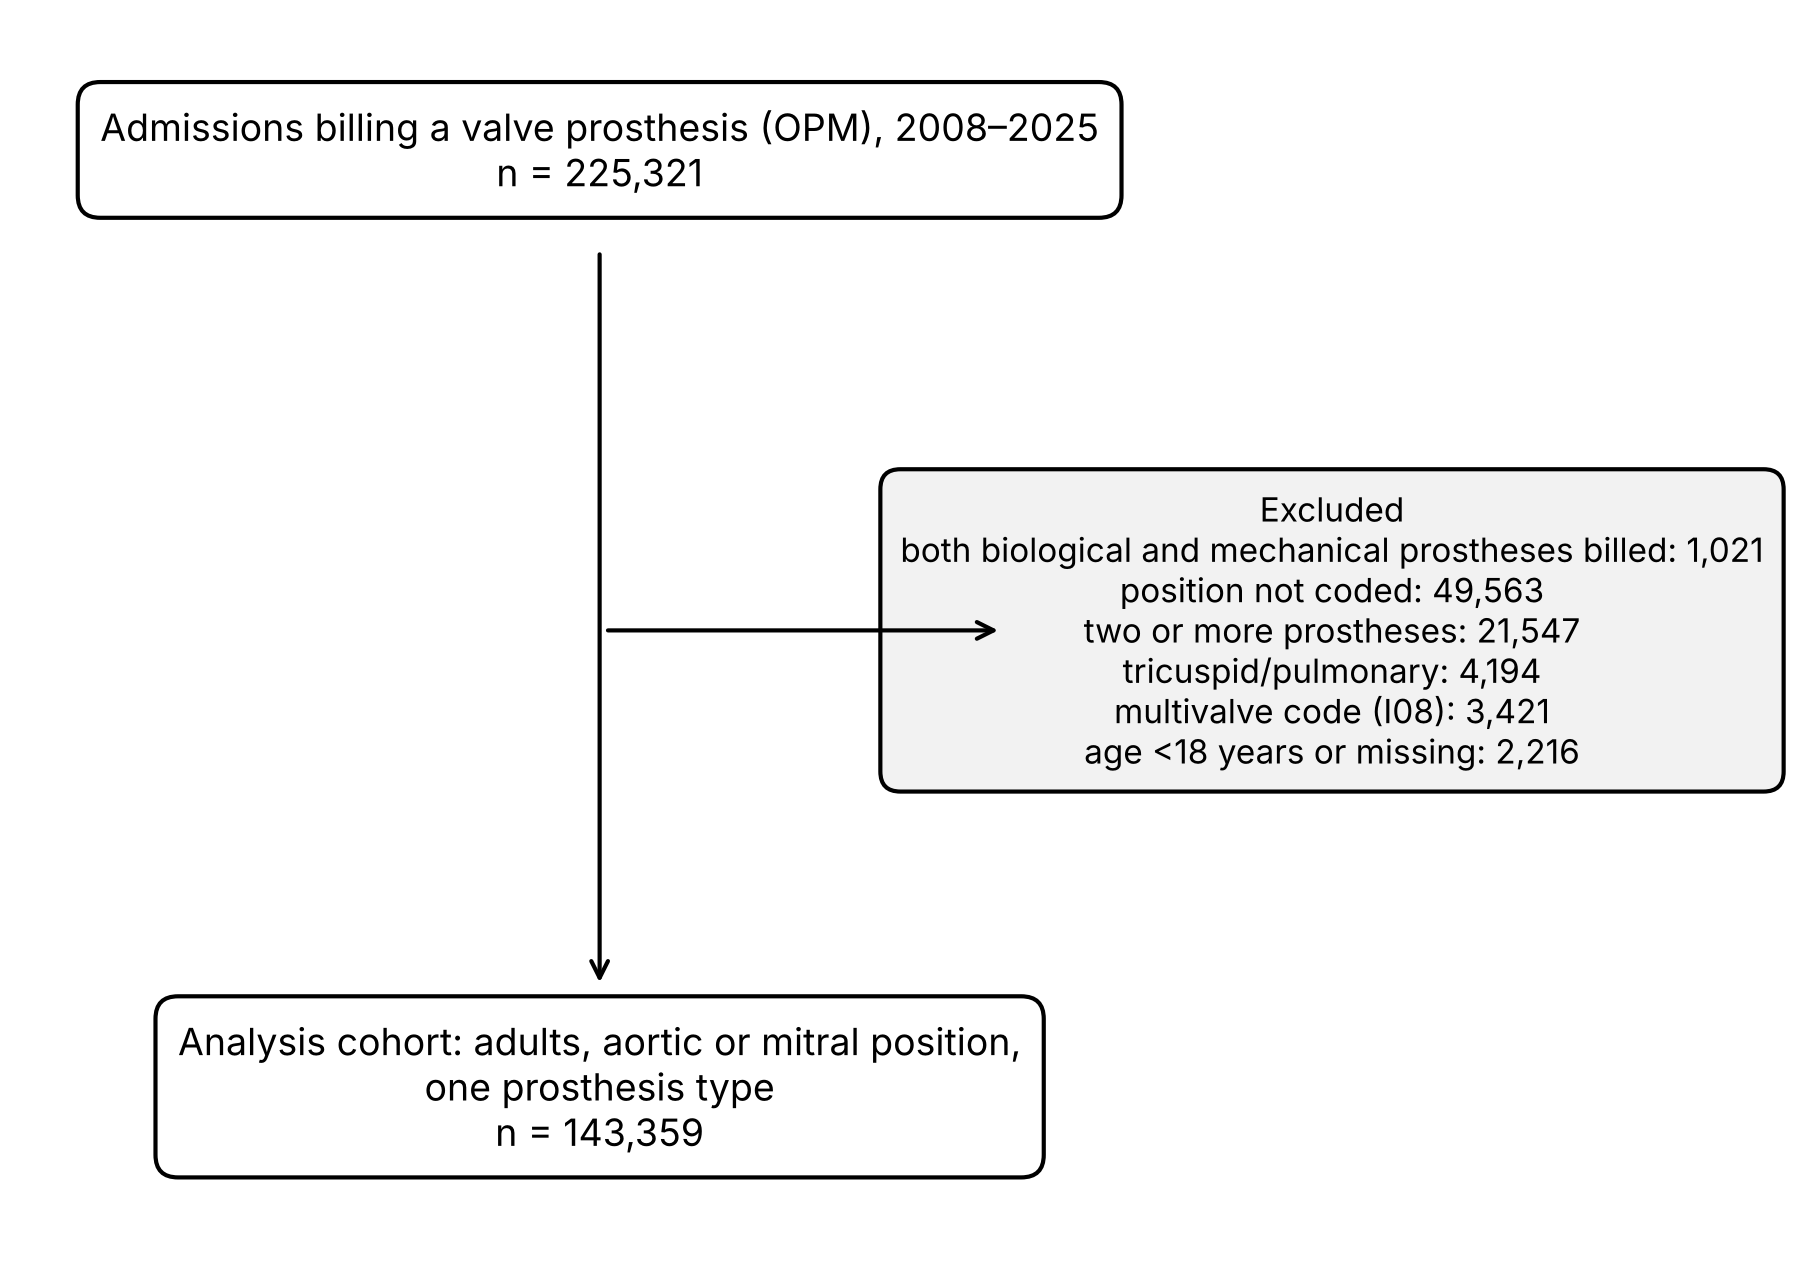 Admissions billing a valve prosthesis (OPM), 2008–2025
n = 225,321
Excluded
both biological and mechanical prostheses billed: 1,021
position not coded: 49,563
two or more prostheses: 21,547
tricuspid/pulmonary: 4,194
multivalve code (I08): 3,421
age <18 years or missing: 2,216
Analysis cohort: adults, aortic or mitral position,
one prosthesis type
n = 143,359